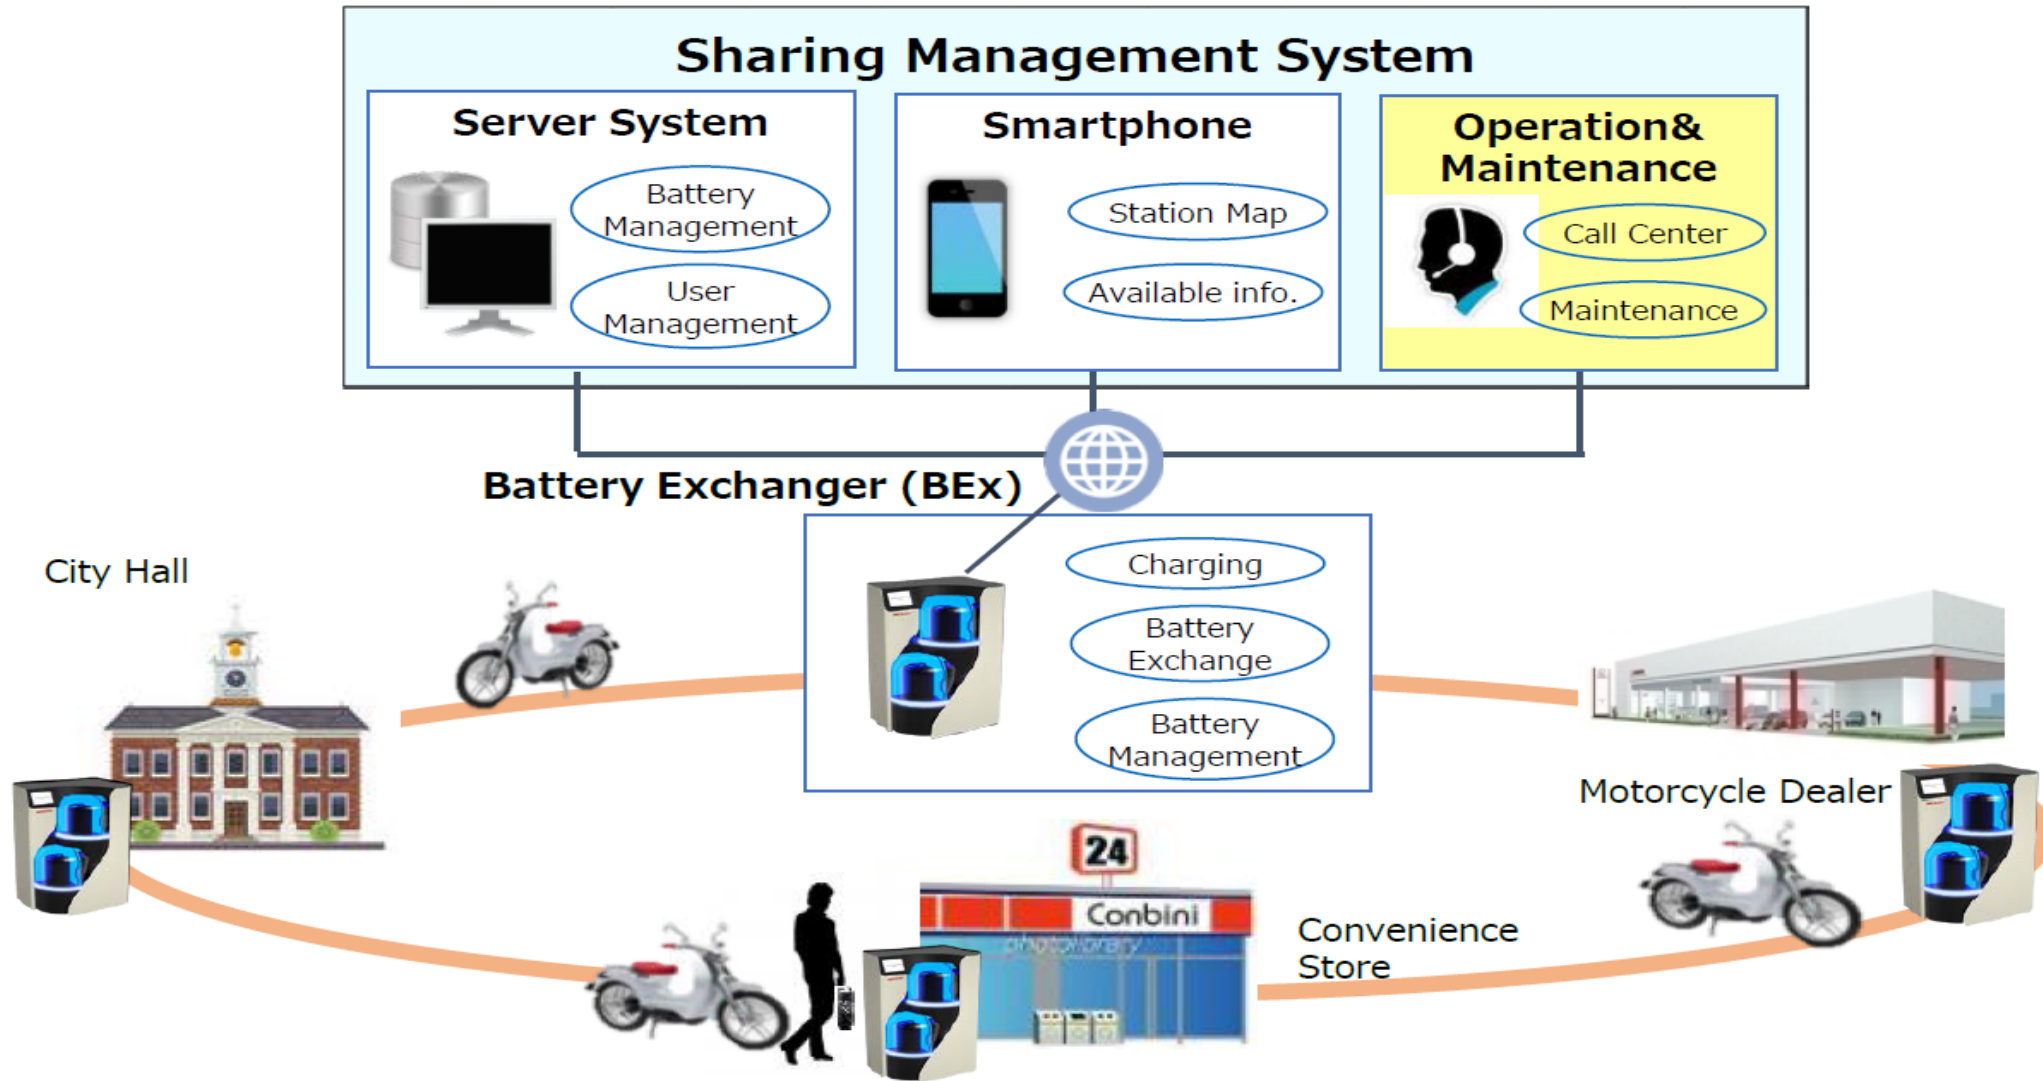 Sharing Management System
Server System
Battery
Management
User
Management
Smartphone
Station Map
Available info.
Operation&
Maintenance
Call Center
Maintenance
Battery Exchanger (BEx)
Charging
Battery
Exchange
Battery
Management
City Hall
Motorcycle Dealer
24
Conbini
photolibrary
Convenience
Store